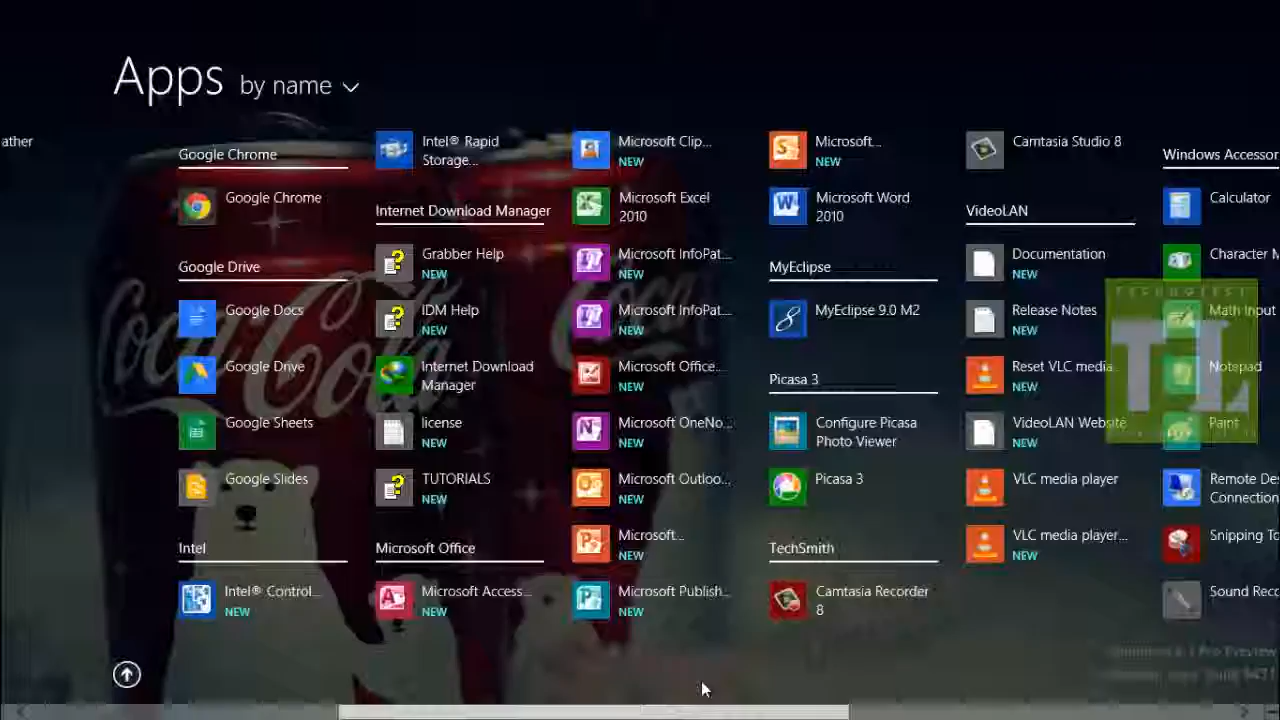 Apps by name
ather
Google Chrome
Google Chrome
Google Drive
Google Docs
Google Drive
Google Sheets
Google Slides
Intel
Intel® Control...
NEW
Intel® Rapid
Storage...
Internet Download Manager
Grabber Help
NEW
IDM Help
NEW
Internet Download
Manager
license
NEW
TUTORIALS
NEW
Microsoft Office
Microsoft Access...
NEW
Microsoft Clip...
NEW
Microsoft Excel
2010
Microsoft InfoPat...
NEW
Microsoft InfoPat...
NEW
Microsoft Office...
NEW
Microsoft OneNo...
NEW
Microsoft Outloo...
NEW
Microsoft...
NEW
Microsoft Publish...
NEW
Microsoft...
NEW
Microsoft Word
2010
MyEclipse
MyEclipse 9.0 M2
Picasa 3
Configure Picasa
Photo Viewer
Picasa 3
TechSmith
Camtasia Recorder
8
Camtasia Studio 8
VideoLAN
Documentation
NEW
Release Notes
NEW
Reset VLC media
NEW
VideoLAN Website
NEW
VLC media player
VLC media player...
NEW
Windows Accessor
Calculator
Character M
Math Input
Notepad
Paint
Remote De
Connection
Snipping To
Sound Reco
TL
Coca Cola
Coca
Pro Preview